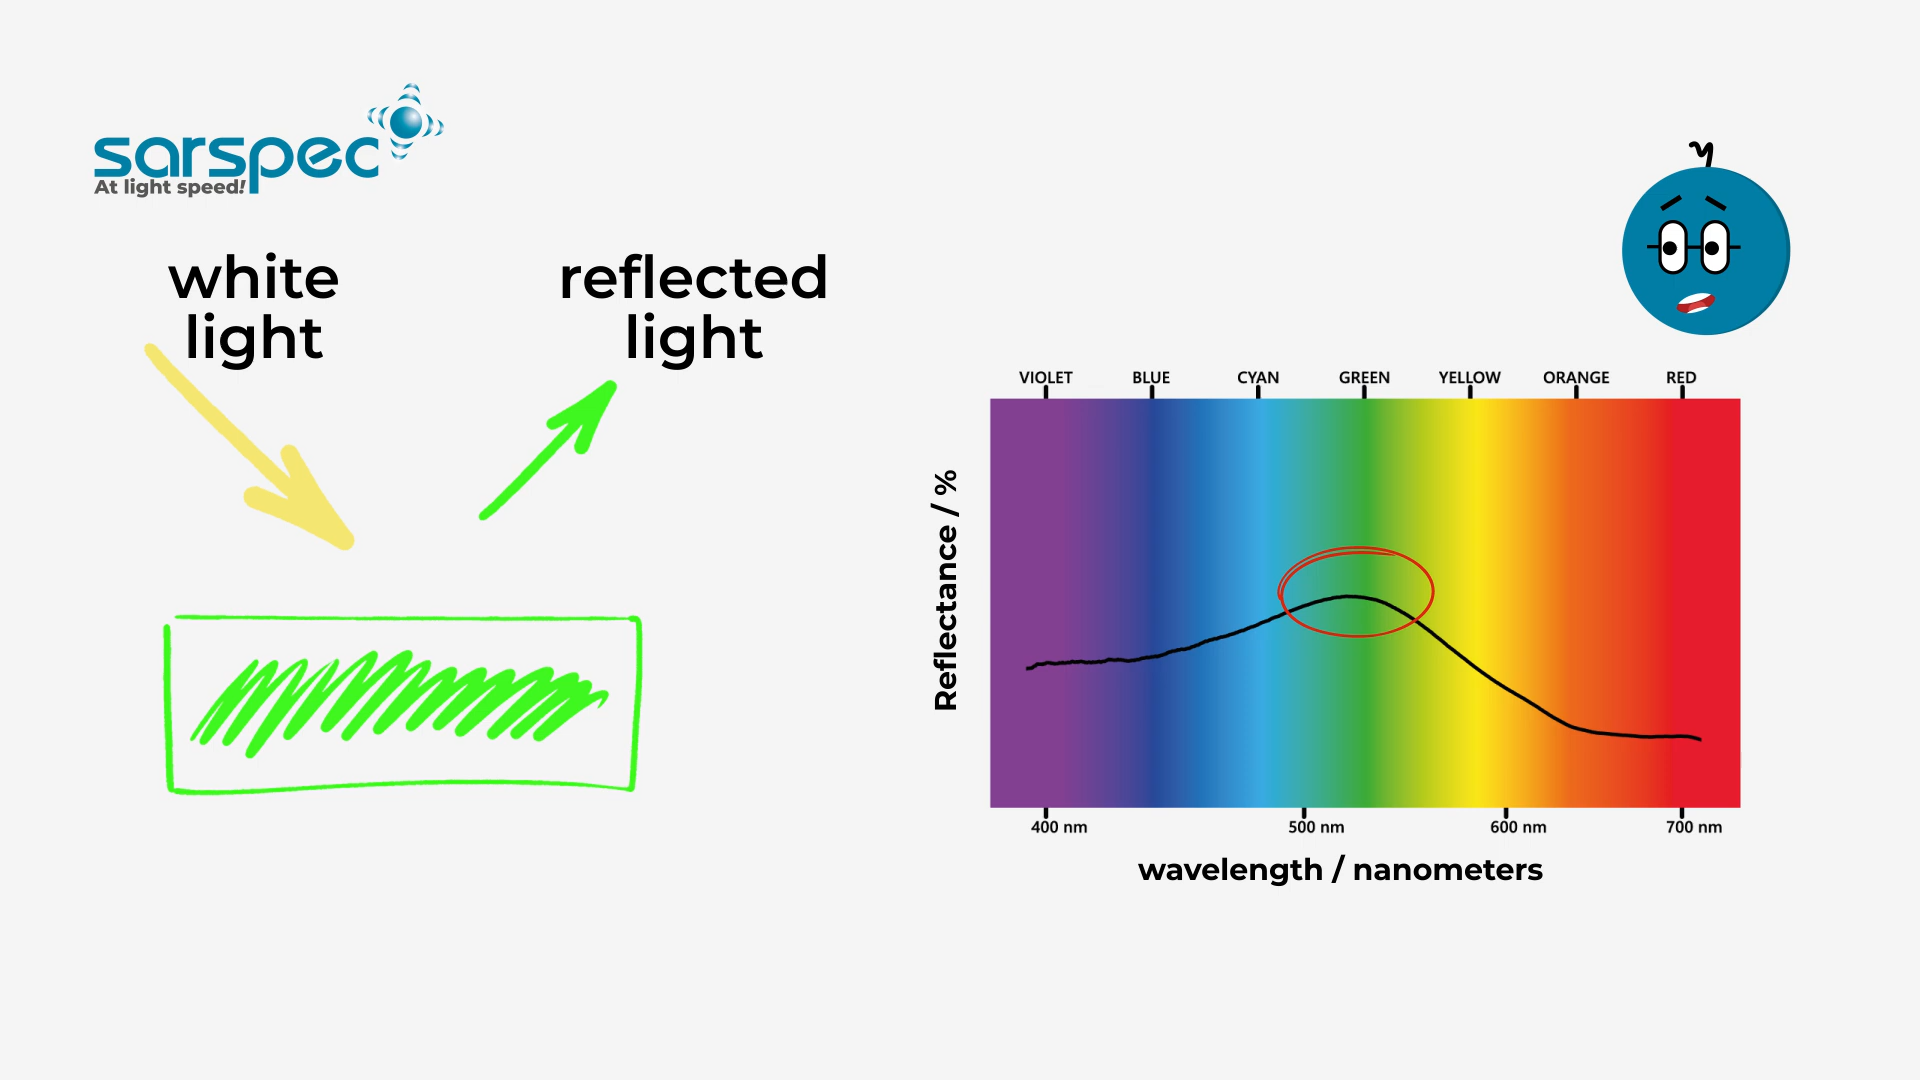 sarspec
At light speed!
white
light
reflected
light
VIOLET BLUE CYAN GREEN YELLOW ORANGE RED
Reflectance / %
400 nm 500 nm 600 nm 700 nm
wavelength / nanometers